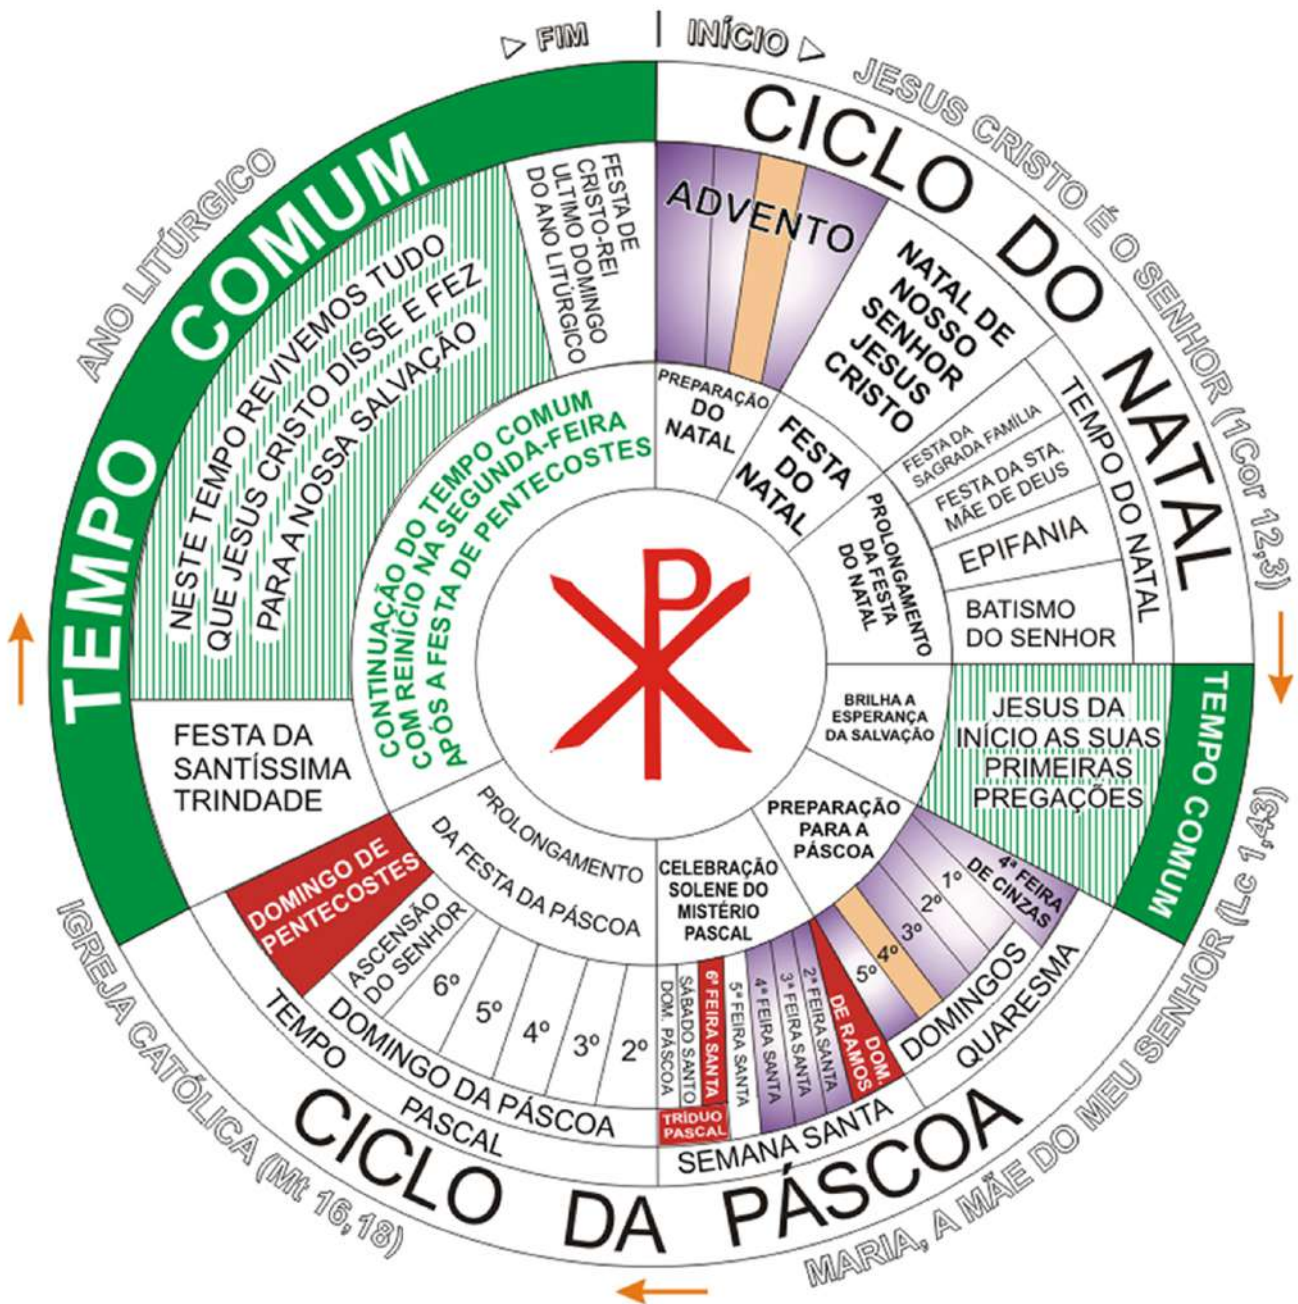 ▷ FIM
| INÍCIO ▷
JESUS CRISTO É O SENHOR (1Cor 12,3)
CICLO DO NATAL
ADVENTO
PREPARAÇÃO
DO
NATAL
NATAL DE
NOSSO
SENHOR
JESUS
CRISTO
FESTA
DO
NATAL
TEMPO DO NATAL
FESTA DA
SAGRADA FAMÍLIA
FESTA DA STA.
MÃE DE DEUS
EPIFANIA
BATISMO
DO SENHOR
PROLONGAMENTO
DA FESTA
DO NATAL
TEMPO COMUM
JESUS DA
INÍCIO AS SUAS
PRIMEIRAS
PREGAÇÕES
BRILHA A
ESPERANÇA
DA SALVAÇÃO
MARIA, A MÃE DO MEU SENHOR (Lc 1,43)
CICLO DA PÁSCOA
QUARESMA
DOMINGOS
4ª FEIRA
DE CINZAS
1º
2º
3º
4º
5º
PREPARAÇÃO
PARA A
PÁSCOA
SEMANA SANTA
DOM.
DE RAMOS
2ª FEIRA SANTA
3ª FEIRA SANTA
4ª FEIRA SANTA
5ª FEIRA SANTA
6ª FEIRA SANTA
SÁBADO SANTO
DOM. PÁSCOA
TRÍDUO
PASCAL
CELEBRAÇÃO
SOLENE DO
MISTÉRIO
PASCAL
TEMPO PASCAL
DOMINGO DA PÁSCOA
2º
3º
4º
5º
6º
ASCENSÃO
DO SENHOR
DOMINGO DE
PENTECOSTES
PROLONGAMENTO
DA FESTA DA PÁSCOA
IGREJA CATÓLICA (Mt 16,18)
TEMPO COMUM
FESTA DA
SANTÍSSIMA
TRINDADE
NESTE TEMPO REVIVEMOS TUDO
QUE JESUS CRISTO DISSE E FEZ
PARA A NOSSA SALVAÇÃO
FESTA DE
CRISTO-REI
ULTIMO DOMINGO
DO ANO LITÚRGICO
CONTINUAÇÃO DO TEMPO COMUM
COM REINÍCIO NA SEGUNDA-FEIRA
APÓS A FESTA DE PENTECOSTES
ANO LITÚRGICO